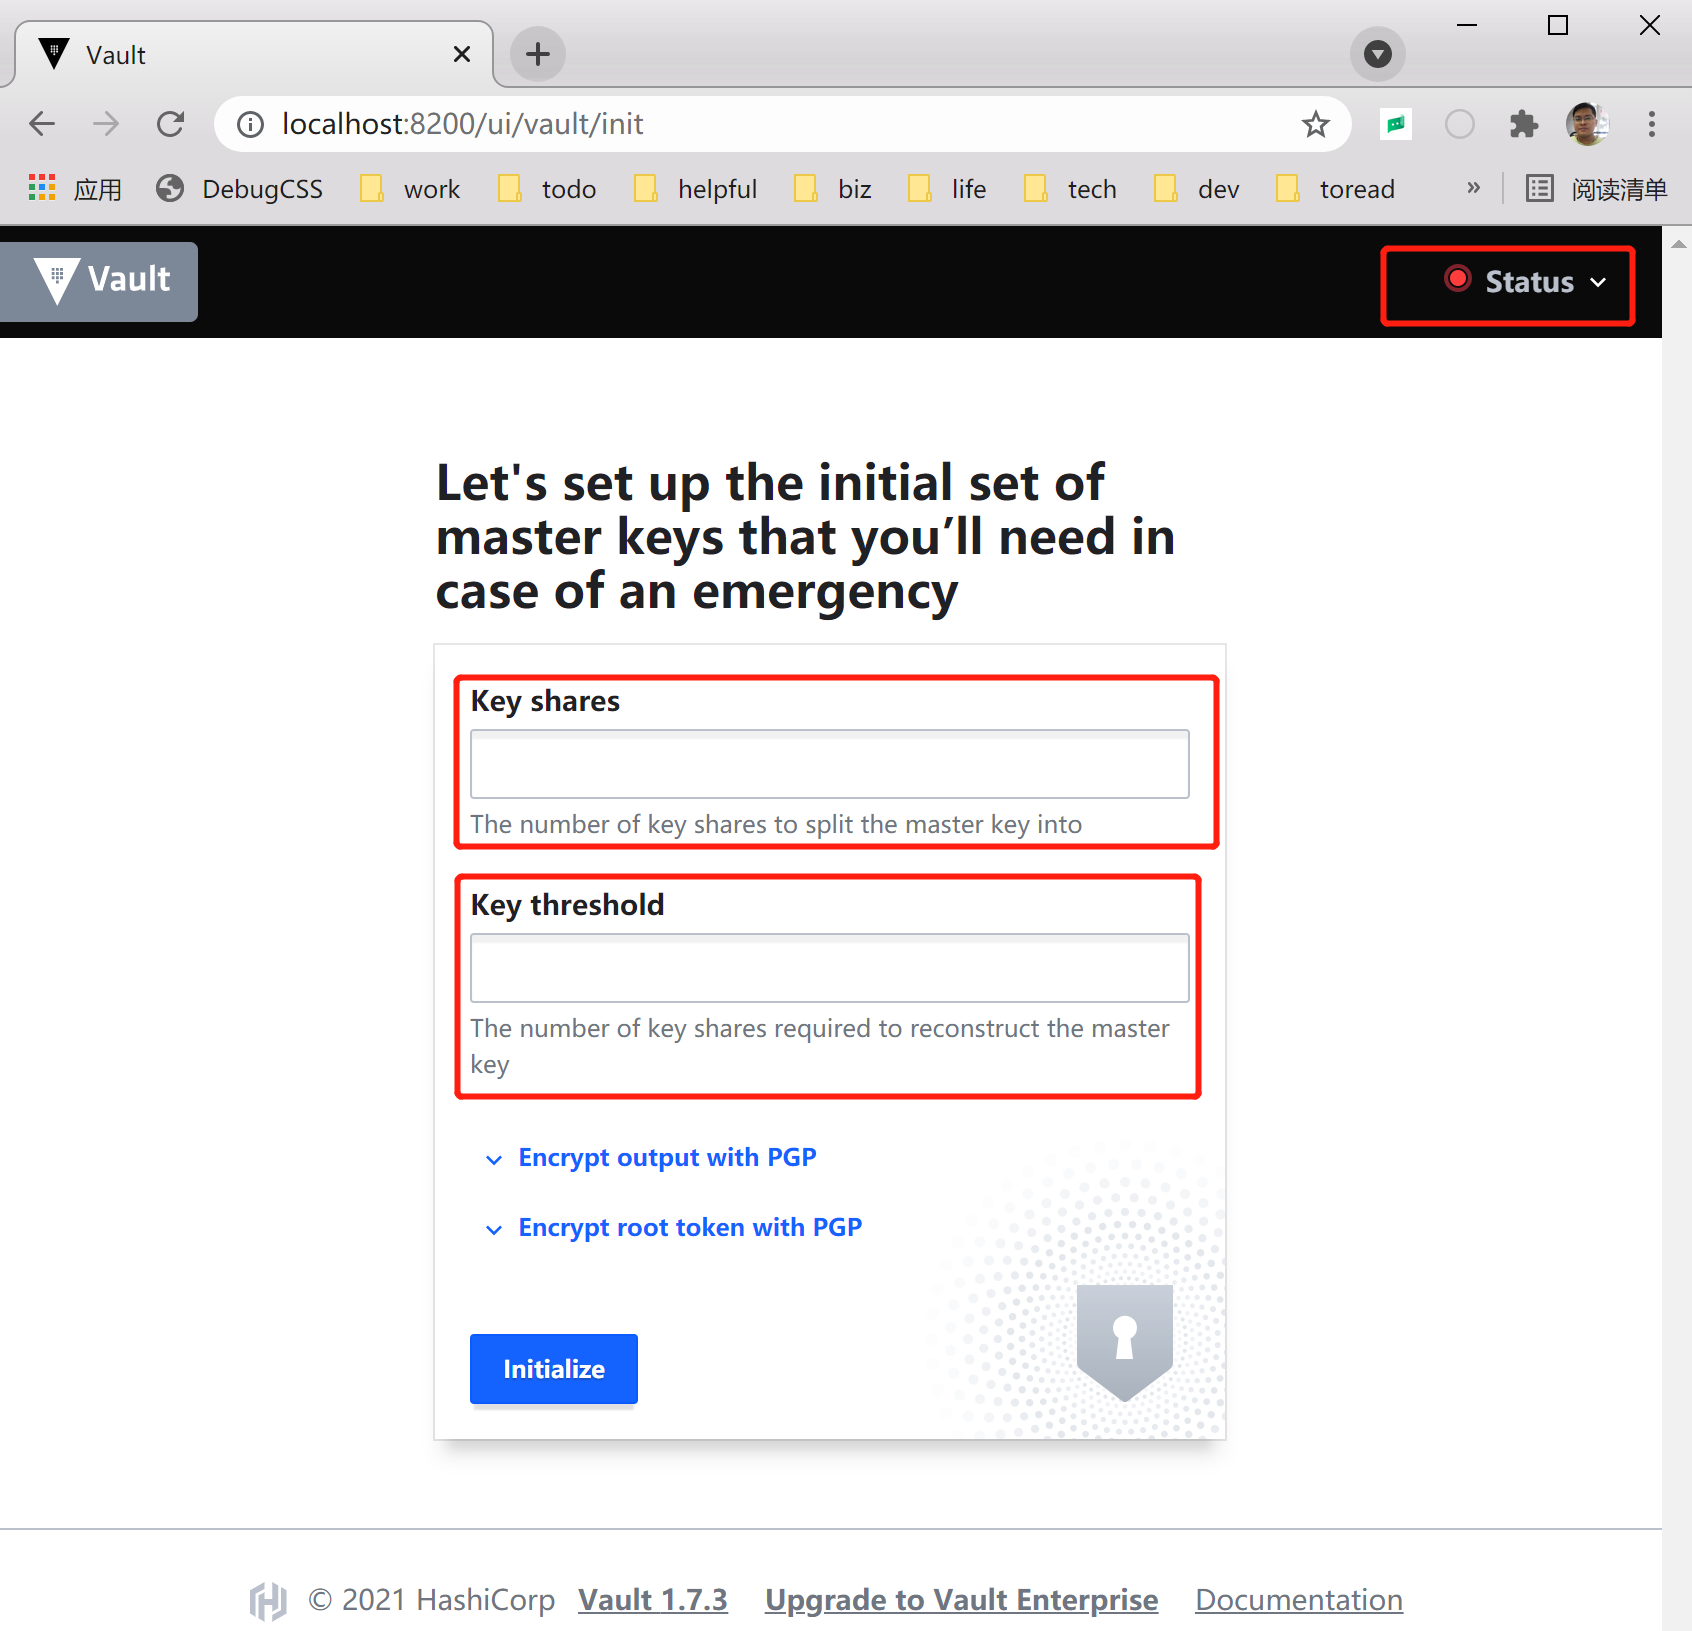 Vault
localhost:8200/ui/vault/init
应用 DebugCSS work todo helpful biz life tech dev toread » 阅读清单
Vault Status
Let's set up the initial set of
master keys that you’ll need in
case of an emergency
Key shares
The number of key shares to split the master key into
Key threshold
The number of key shares required to reconstruct the master
key
Encrypt output with PGP
Encrypt root token with PGP
Initialize
© 2021 HashiCorp Vault 1.7.3 Upgrade to Vault Enterprise Documentation